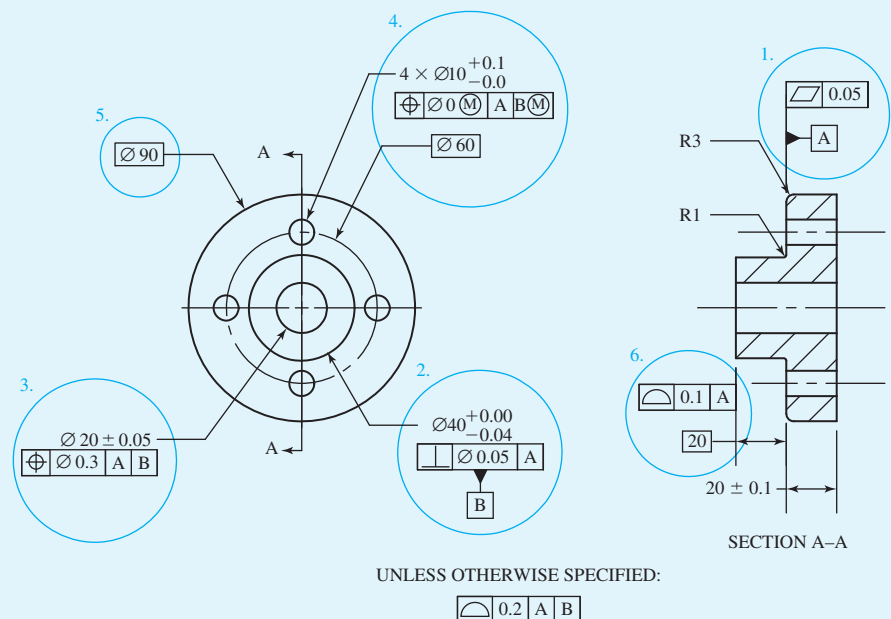 4.
4 × Ø10 +0.1
−0.0
⌖ Ø 0 Ⓜ A B Ⓜ
Ø 60
5.
Ø 90
A
3.
Ø 20 ± 0.05
⌖ Ø 0.3 A B
A
2.
Ø40 +0.00
−0.04
⟂ Ø 0.05 A
B
1.
⏥ 0.05
A
R3
R1
6.
⌓ 0.1 A
20
20 ± 0.1
SECTION A–A
UNLESS OTHERWISE SPECIFIED:
⌓ 0.2 A B